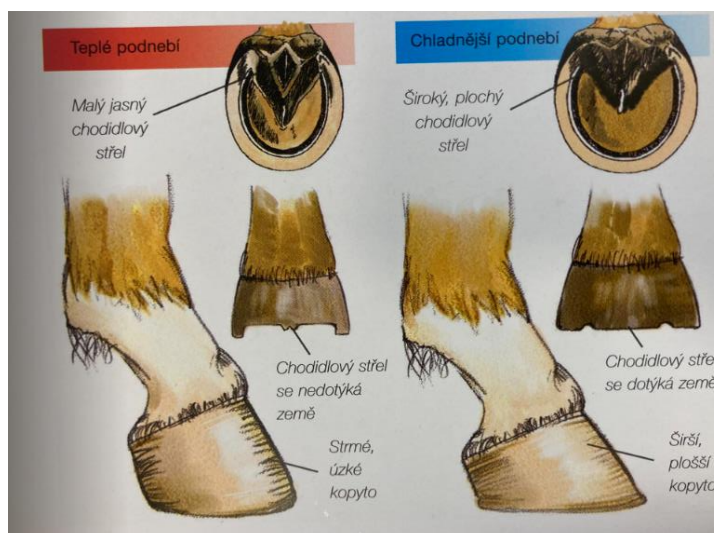 Teplé podnebí
Malý jasný
chodidlový
střel
Chodidlový střel
se nedotýká
země
Strmé,
úzké
kopyto
Chladnější podnebí
Široký, plochý
chodidlový
střel
Chodidlový stře
se dotýká země
Širší,
plošší
kopyto